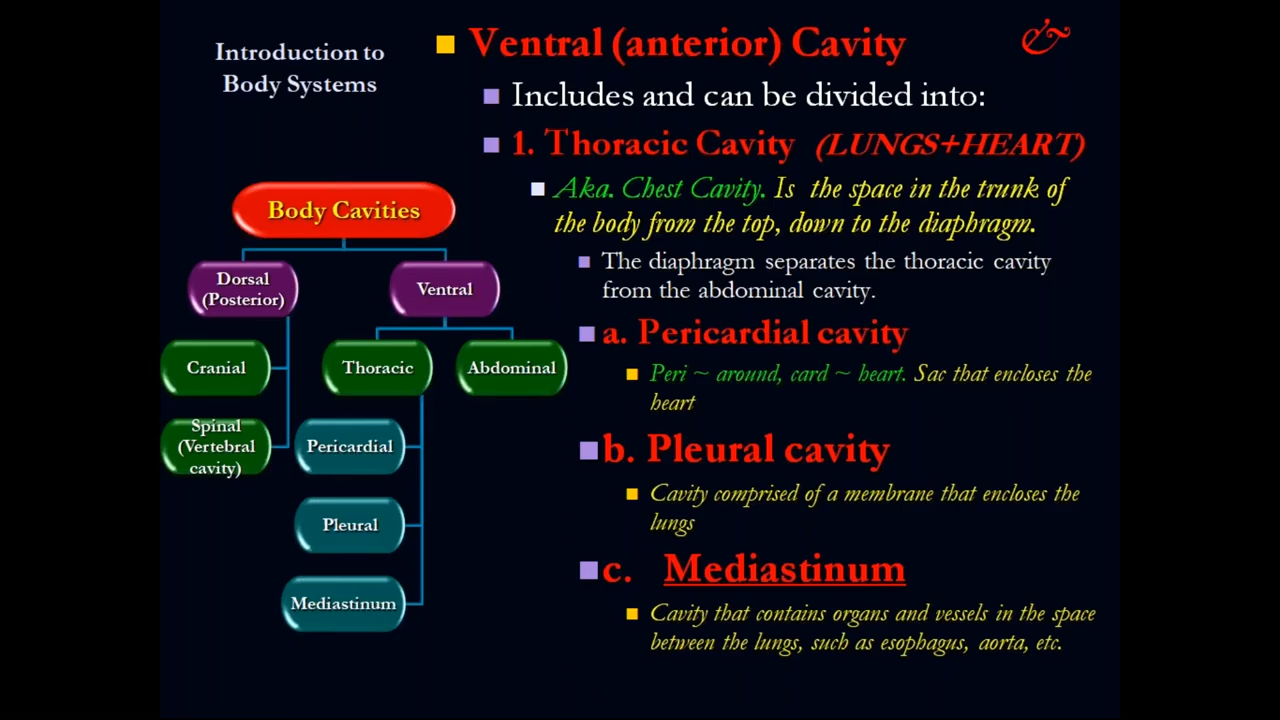 Introduction to
Body Systems
Ventral (anterior) Cavity
&
Includes and can be divided into:
1. Thoracic Cavity (LUNGS+HEART)
Aka. Chest Cavity. Is the space in the trunk of
the body from the top, down to the diaphragm.
The diaphragm separates the thoracic cavity
from the abdominal cavity.
a. Pericardial cavity
Peri ~ around, card ~ heart. Sac that encloses the
heart
b. Pleural cavity
Cavity comprised of a membrane that encloses the
lungs
c. Mediastinum
Cavity that contains organs and vessels in the space
between the lungs, such as esophagus, aorta, etc.
Body Cavities
Dorsal
(Posterior)
Ventral
Cranial
Thoracic
Abdominal
Spinal
(Vertebral
cavity)
Pericardial
Pleural
Mediastinum